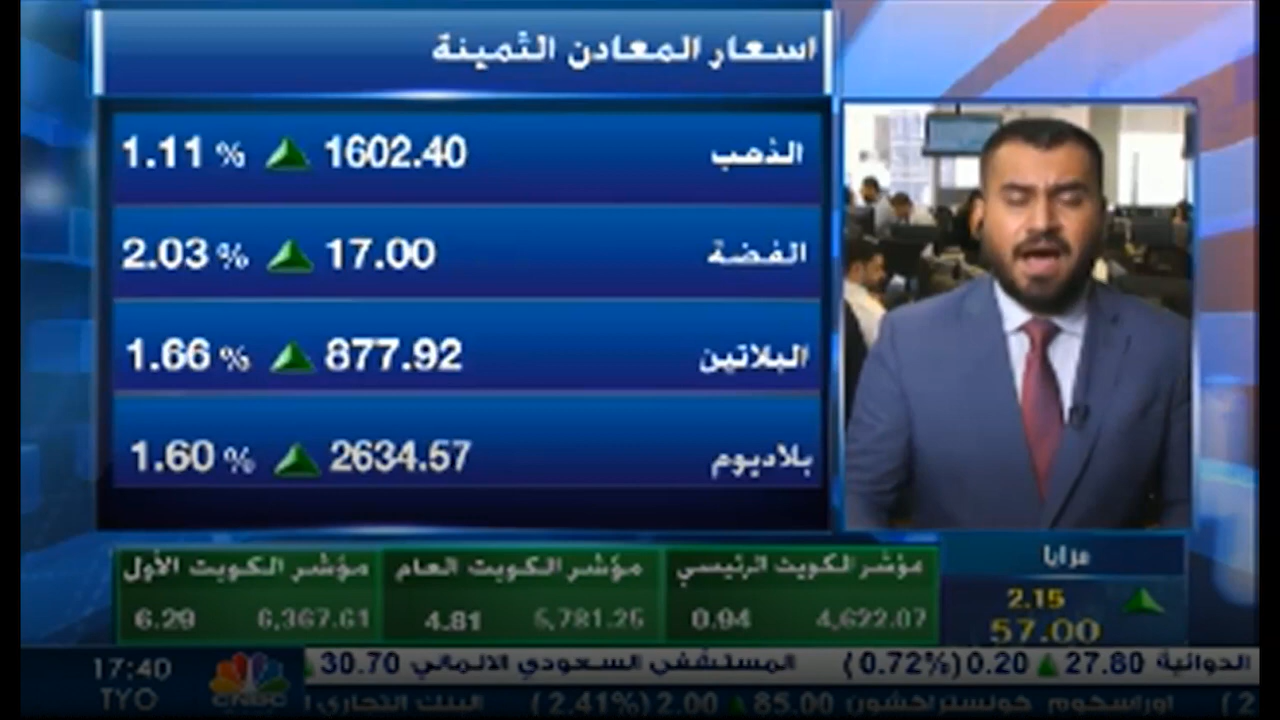 اسعار المعادن الثمينة
الذهب 1602.40 1.11 %
الفضة 17.00 2.03 %
البلاتين 877.92 1.66 %
بلاديوم 2634.57 1.60 %
مزايا
2.15
57.00
مؤشر الكويت الرئيسي مؤشر الكويت العام مؤشر الكويت الأول
4,622.07 0.94 5,781.25 4.81 6,367.61 6.29
17:40
TYO
CNBC
الدوائية 27.80 0.20 (0.72%) المستشفى السعودي الالماني 30.70
اوراسكوم كونستراكشون 85.00 2.00 (2.41%) البنك التجاري